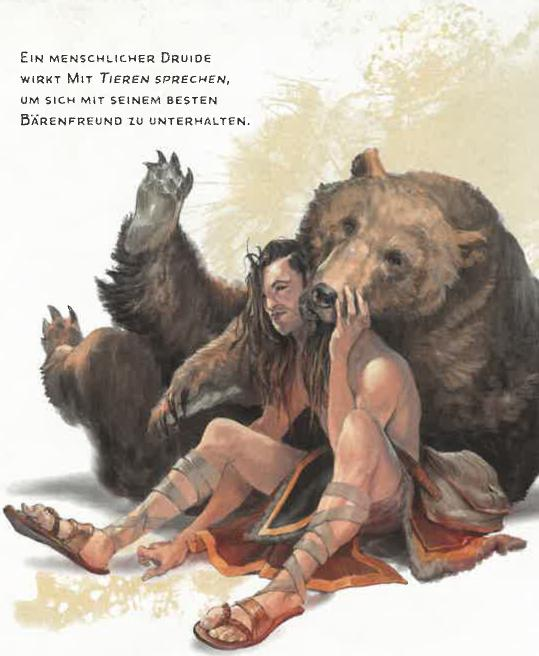 Ein menschlicher Druide
wirkt Mit Tieren sprechen,
um sich mit seinem besten
Bärenfreund zu unterhalten.